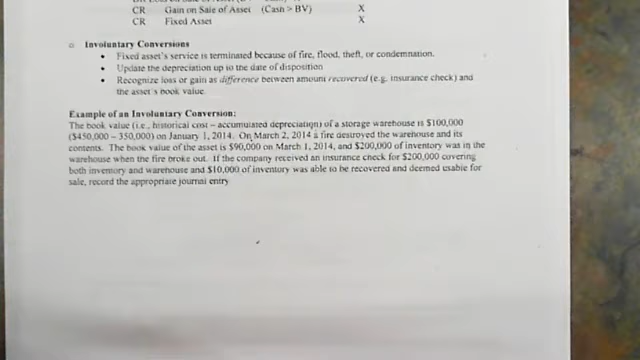 CR Gain on Sale of Asset (Cash > BV) X
CR Fixed Asset X
o Involuntary Conversions
• Fixed asset's service is terminated because of fire, flood, theft, or condemnation.
• Update the depreciation up to the date of disposition
• Recognize loss or gain as difference between amount recovered (e.g. insurance check) and
the asset's book value.
Example of an Involuntary Conversion:
The book value (i.e., historical cost – accumulated depreciation) of a storage warehouse is $100,000
($450,000 – 350,000) on January 1, 2014. On March 2, 2014 a fire destroyed the warehouse and its
contents. The book value of the asset is $90,000 on March 1, 2014, and $200,000 of inventory was in the
warehouse when the fire broke out. If the company received an insurance check for $200,000 covering
both inventory and warehouse and $10,000 of inventory was able to be recovered and deemed usable for
sale, record the appropriate journal entry